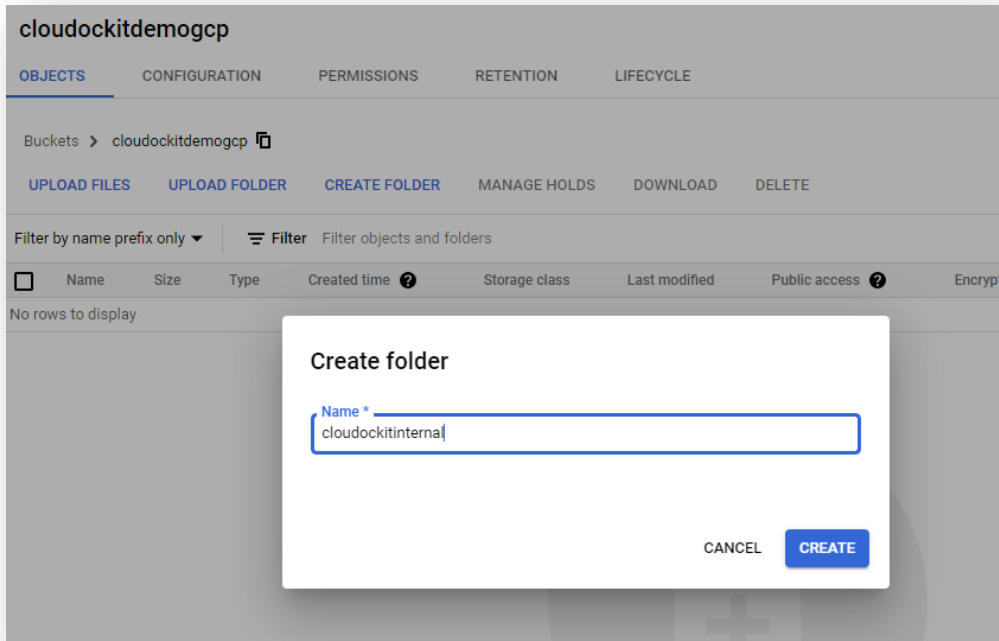 cloudockitdemogcp
OBJECTS CONFIGURATION PERMISSIONS RETENTION LIFECYCLE
Buckets > cloudockitdemogcp
UPLOAD FILES UPLOAD FOLDER CREATE FOLDER MANAGE HOLDS DOWNLOAD DELETE
Filter by name prefix only Filter Filter objects and folders
Name Size Type Created time ? Storage class Last modified Public access ? Encryp
No rows to display
Create folder
Name *
cloudockitinternal
CANCEL CREATE